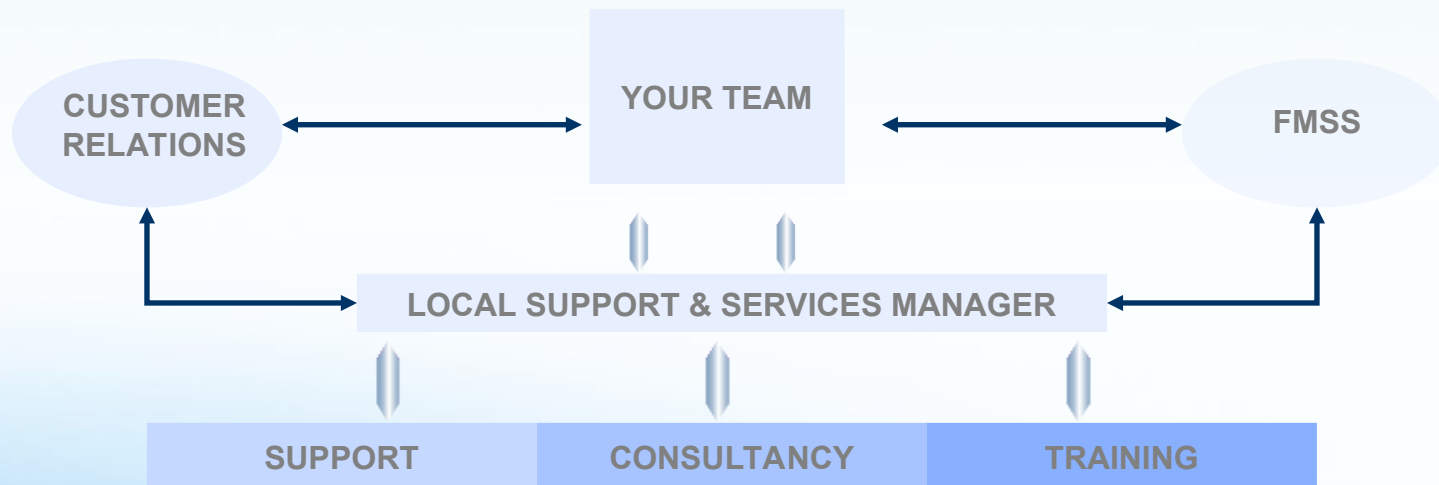 CUSTOMER
RELATIONS
YOUR TEAM
FMSS
LOCAL SUPPORT & SERVICES MANAGER
SUPPORT
CONSULTANCY
TRAINING